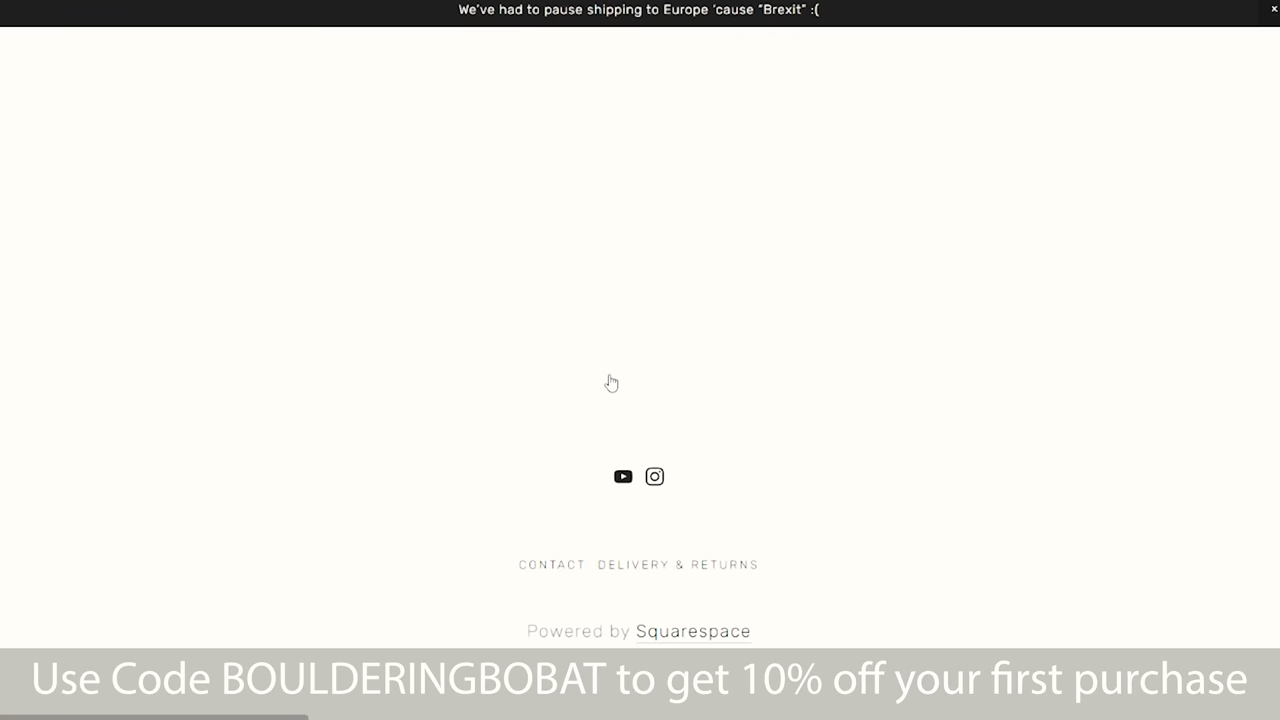 We've had to pause shipping to Europe 'cause "Brexit" :(
×
CONTACT DELIVERY & RETURNS
Powered by Squarespace
Use Code BOULDERINGBOBAT to get 10% off your first purchase